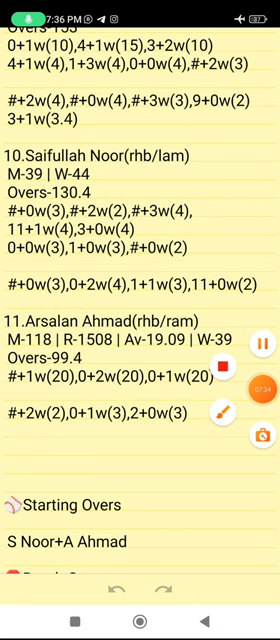 7:36 PM
37
Overs-153
0+1w(10),4+1w(15),3+2w(10)
4+1w(4),1+3w(4),0+0w(4),#+2w(3)
#+2w(4),#+0w(4),#+3w(3),9+0w(2)
3+1w(3.4)
10.Saifullah Noor(rhb/lam)
M-39 | W-44
Overs-130.4
#+0w(3),#+2w(2),#+3w(4),
11+1w(4),3+0w(4)
0+0w(3),1+0w(3),#+0w(2)
#+0w(3),0+2w(4),1+1w(3),11+0w(2)
11.Arsalan Ahmad(rhb/ram)
M-118 | R-1508 | Av-19.09 | W-39
Overs-99.4
#+1w(20),0+2w(20),0+1w(20)
07:34
#+2w(2),0+1w(3),2+0w(3)
⚾Starting Overs
S Noor+A Ahmad